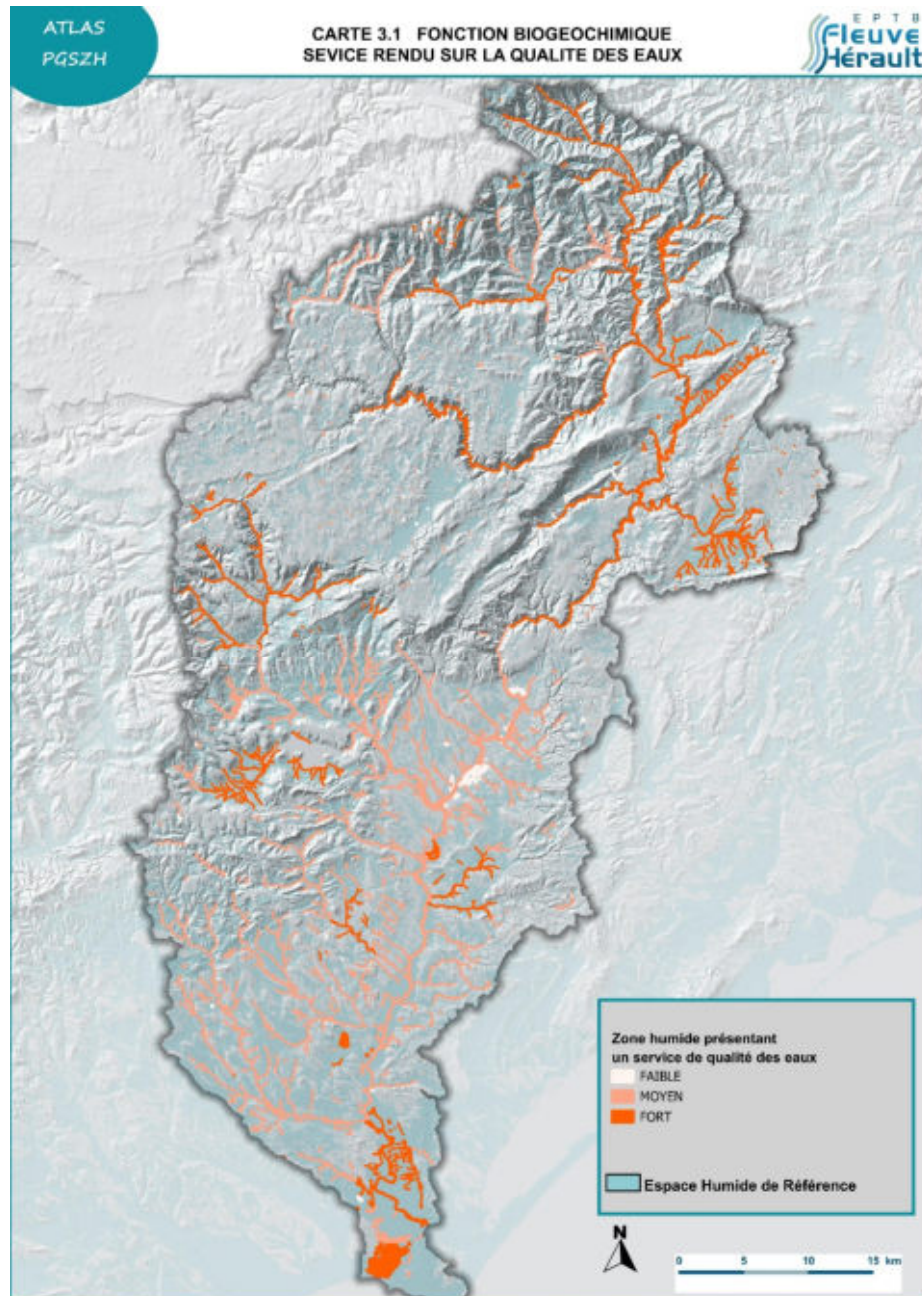 ATLAS
PGSZH
CARTE 3.1 FONCTION BIOGEOCHIMIQUE
SEVICE RENDU SUR LA QUALITE DES EAUX
EPTB
Fleuve
Hérault
Zone humide présentant
un service de qualité des eaux
FAIBLE
MOYEN
FORT
Espace Humide de Référence
N
0 5 10 15 km